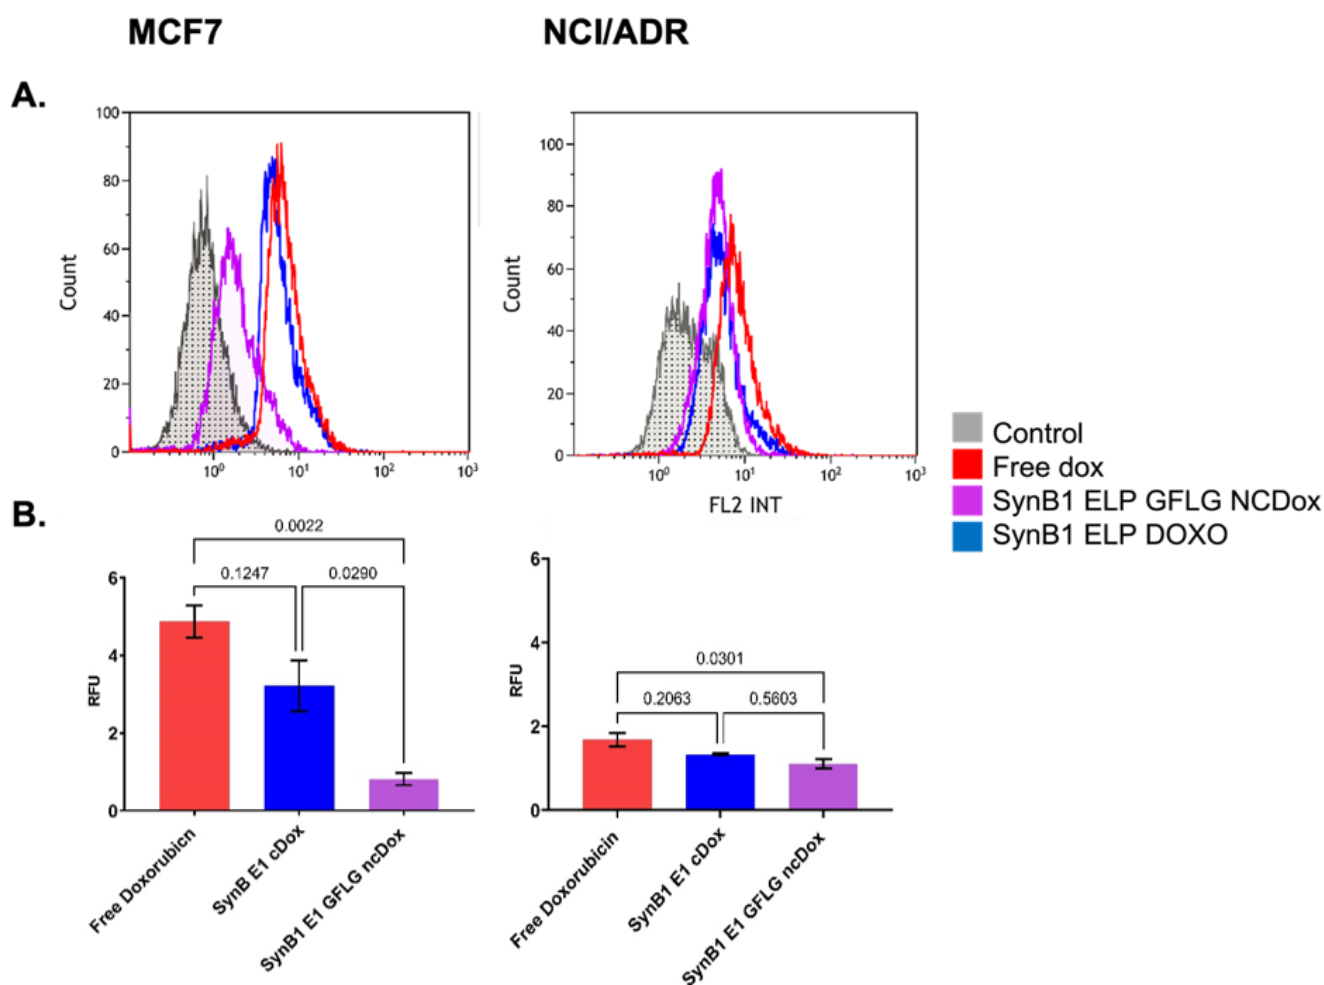 MCF7
NCI/ADR
A.
100
80
60
40
20
0
Count
10⁰
10¹
10²
10³
100
80
60
40
20
0
Count
10⁰
10¹
10²
10³
FL2 INT
Control
Free dox
SynB1 ELP GFLG NCDox
SynB1 ELP DOXO
B.
0.0022
0.1247
0.0290
6
4
2
0
RFU
Free Doxorubicn
SynB E1 cDox
SynB1 E1 GFLG ncDox
0.0301
0.2063
0.5603
6
4
2
0
RFU
Free Doxorubicin
SynB1 E1 cDox
SynB1 E1 GFLG ncDox